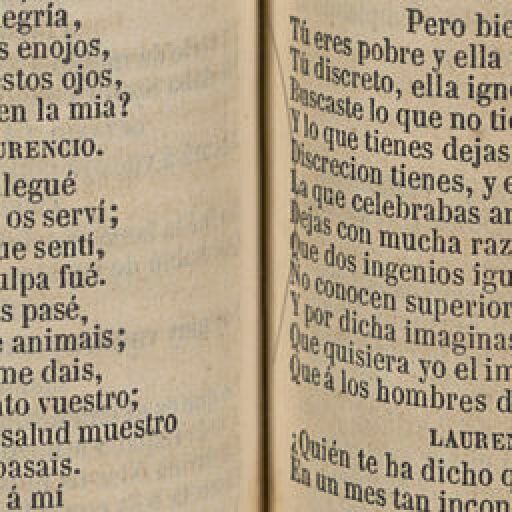 legría,
s enojos,
estos ojos,
en la mia?
URENCIO.
legué
os serví;
ue sentí,
ulpa fué.
s pasé,
e animais;
me dais,
nto vuestro;
salud muestro
pasais.
á mí
Pero bie
Tú eres pobre y ella
Tú discreto, ella igno
Buscaste lo que no tie
Y lo que tienes dejas
Discrecion tienes, y e
La que celebrabas an
Dejas con mucha raz
Que dos ingenios igu
No conocen superior
Y por dicha imaginas
Que quisiera yo el im
Que á los hombres d
LAUREN
¿Quién te ha dicho q
En un mes tan incon